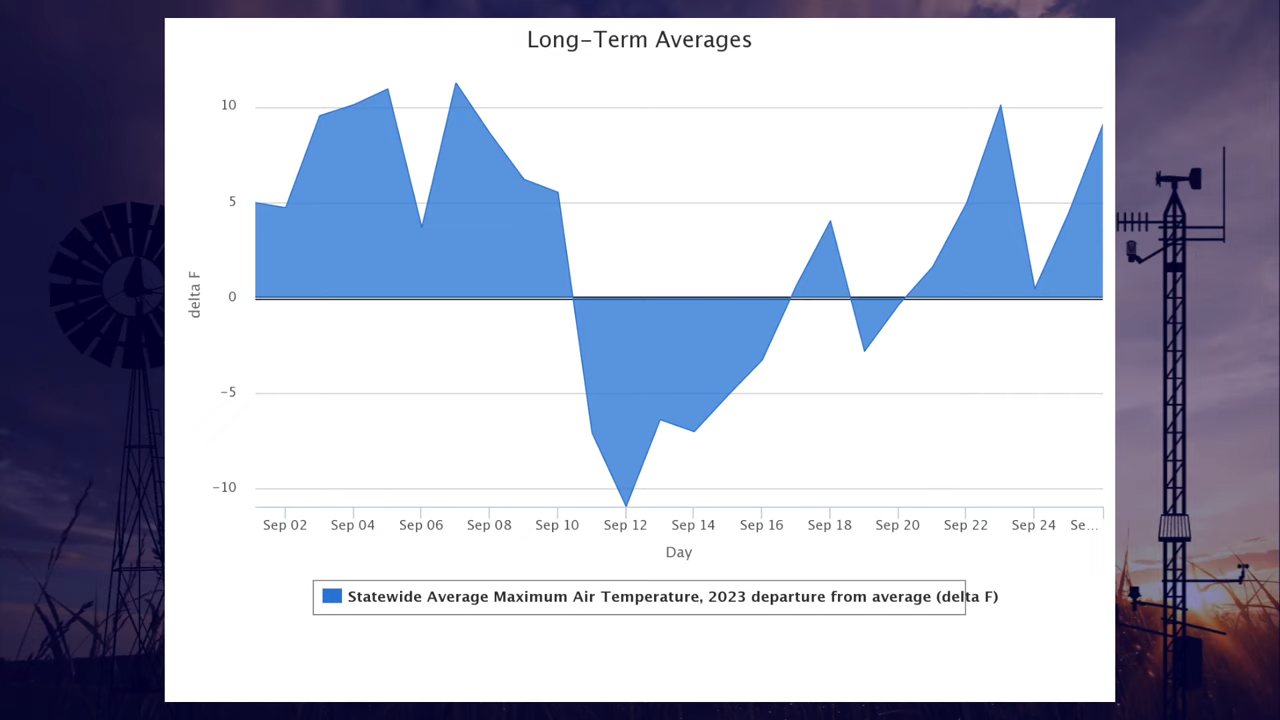 Long-Term Averages
10
5
0
-5
-10
delta F
Sep 02 Sep 04 Sep 06 Sep 08 Sep 10 Sep 12 Sep 14 Sep 16 Sep 18 Sep 20 Sep 22 Sep 24 Se...
Day
Statewide Average Maximum Air Temperature, 2023 departure from average (delta F)